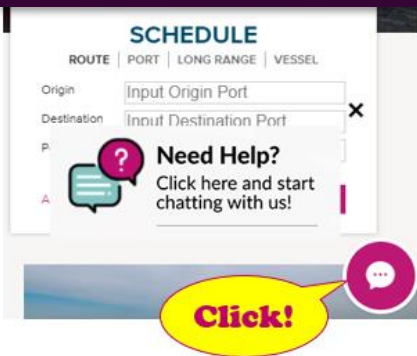 SCHEDULE
ROUTE | PORT | LONG RANGE | VESSEL
Origin Input Origin Port
Destination Input Destination Port
Need Help?
Click here and start
chatting with us!
Click!